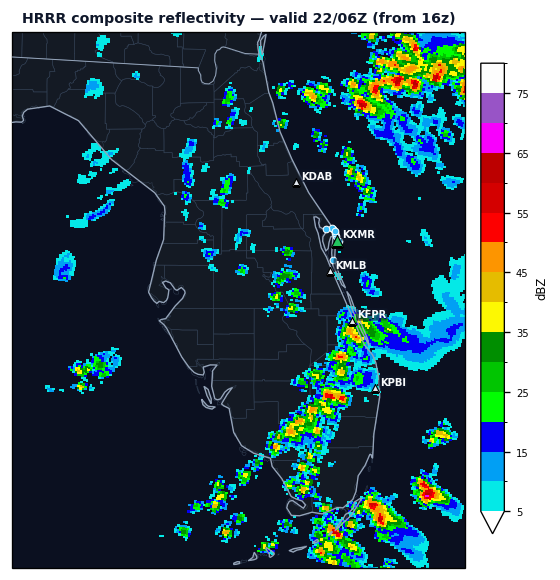 HRRR composite reflectivity — valid 22/06Z (from 16z)
KDAB
KXMR
KMLB
KFPR
KPBI
75
65
55
45
35
25
15
5
dBZ